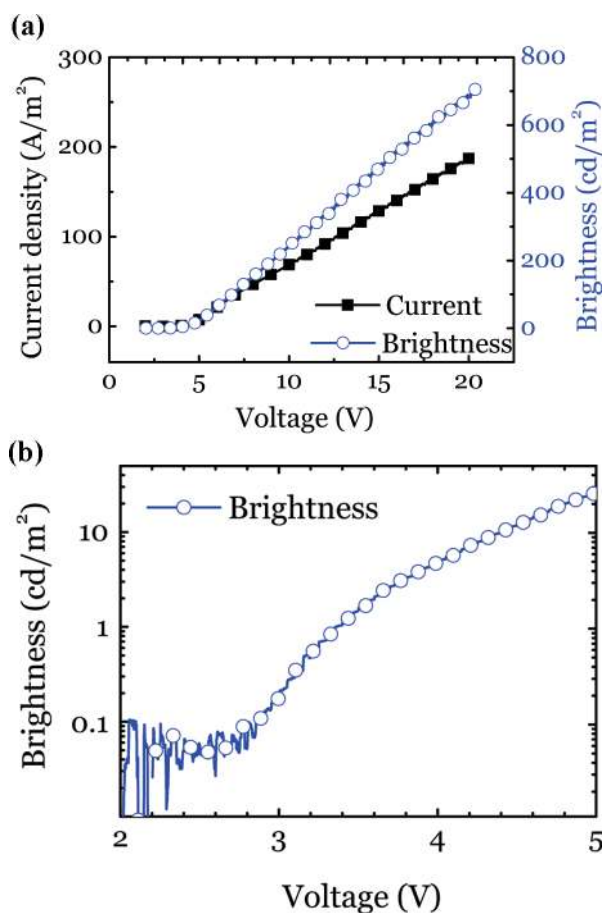 (a)
300
200
100
0
Current density (A/m²)
800
600
400
200
0
Brightness (cd/m²)
Current
Brightness
0 5 10 15 20
Voltage (V)
(b)
Brightness
10
1
0.1
Brightness (cd/m²)
2 3 4 5
Voltage (V)